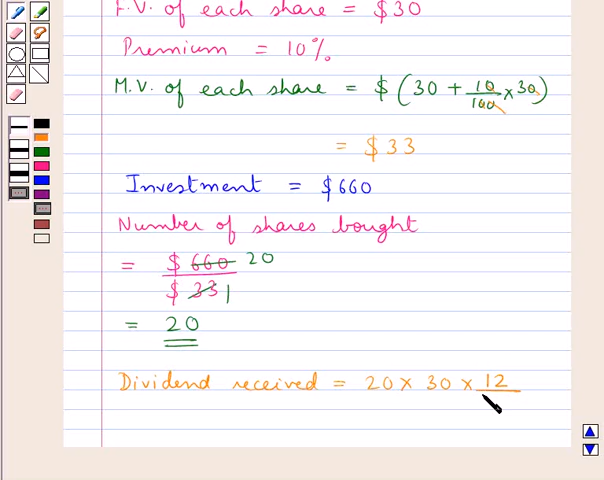 F.V. of each share = $30
Premium = 10%
M.V. of each share = $ (30 + 10/100 × 30)
= $33
Investment = $660
Number of shares bought
= $660 20
$33 1
= 20
Dividend received = 20 × 30 × 12